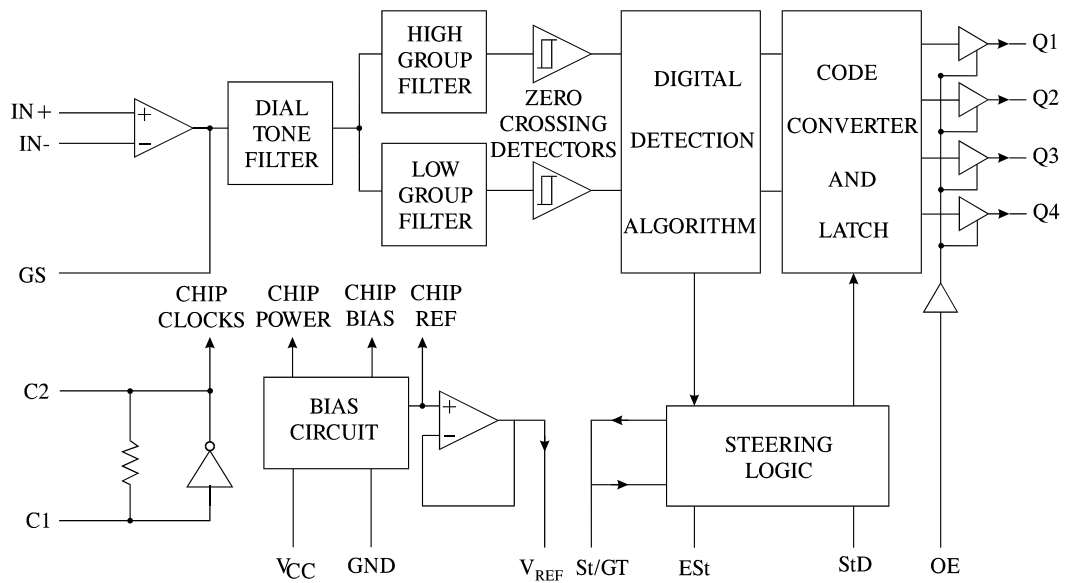 HIGH
GROUP
FILTER
DIGITAL
DETECTION
ALGORITHM
CODE
CONVERTER
AND
LATCH
Q1
Q2
Q3
Q4
IN+
IN-
+
−
DIAL
TONE
FILTER
ZERO
CROSSING
DETECTORS
LOW
GROUP
FILTER
GS
CHIP
CLOCKS
CHIP
POWER
CHIP
BIAS
CHIP
REF
C2
C1
BIAS
CIRCUIT
+
−
STEERING
LOGIC
VCC
GND
VREF
St/GT
ESt
StD
OE